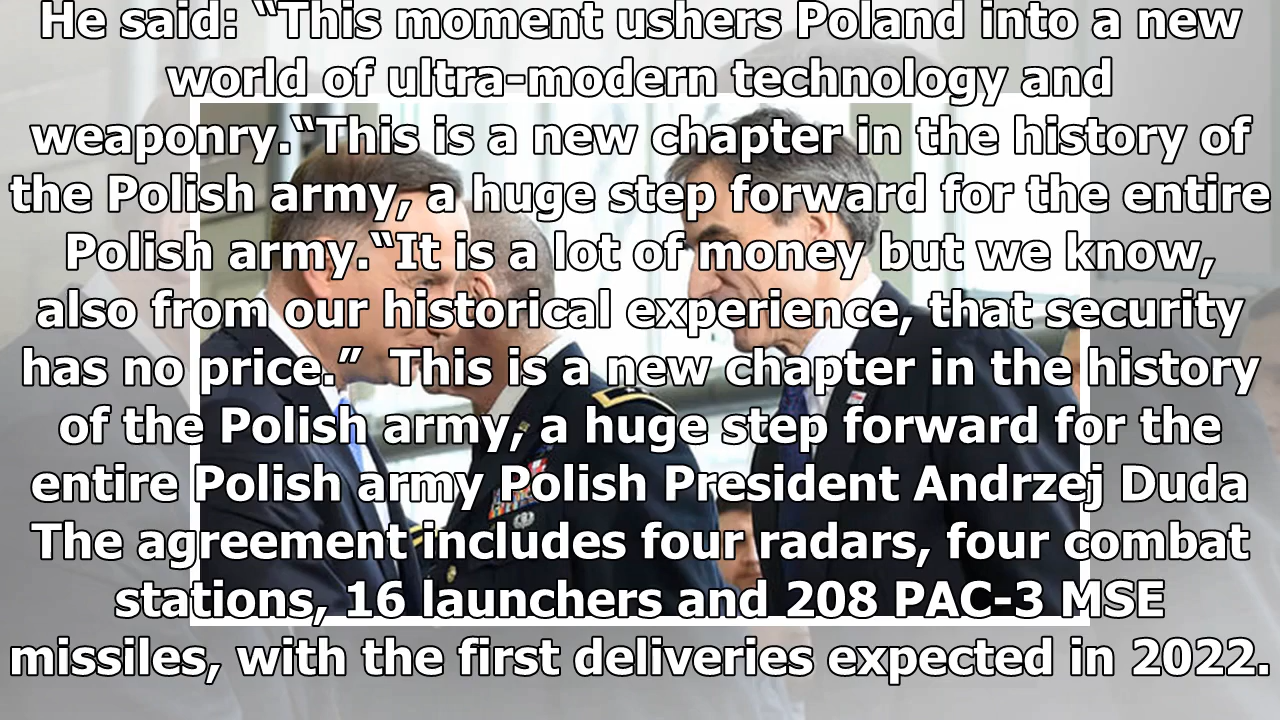 He said: “This moment ushers Poland into a new
world of ultra-modern technology and
weaponry.“This is a new chapter in the history of
the Polish army, a huge step forward for the entire
Polish army.“It is a lot of money but we know,
also from our historical experience, that security
has no price.”  This is a new chapter in the history
of the Polish army, a huge step forward for the
entire Polish army Polish President Andrzej Duda
The agreement includes four radars, four combat
stations, 16 launchers and 208 PAC-3 MSE
missiles, with the first deliveries expected in 2022.